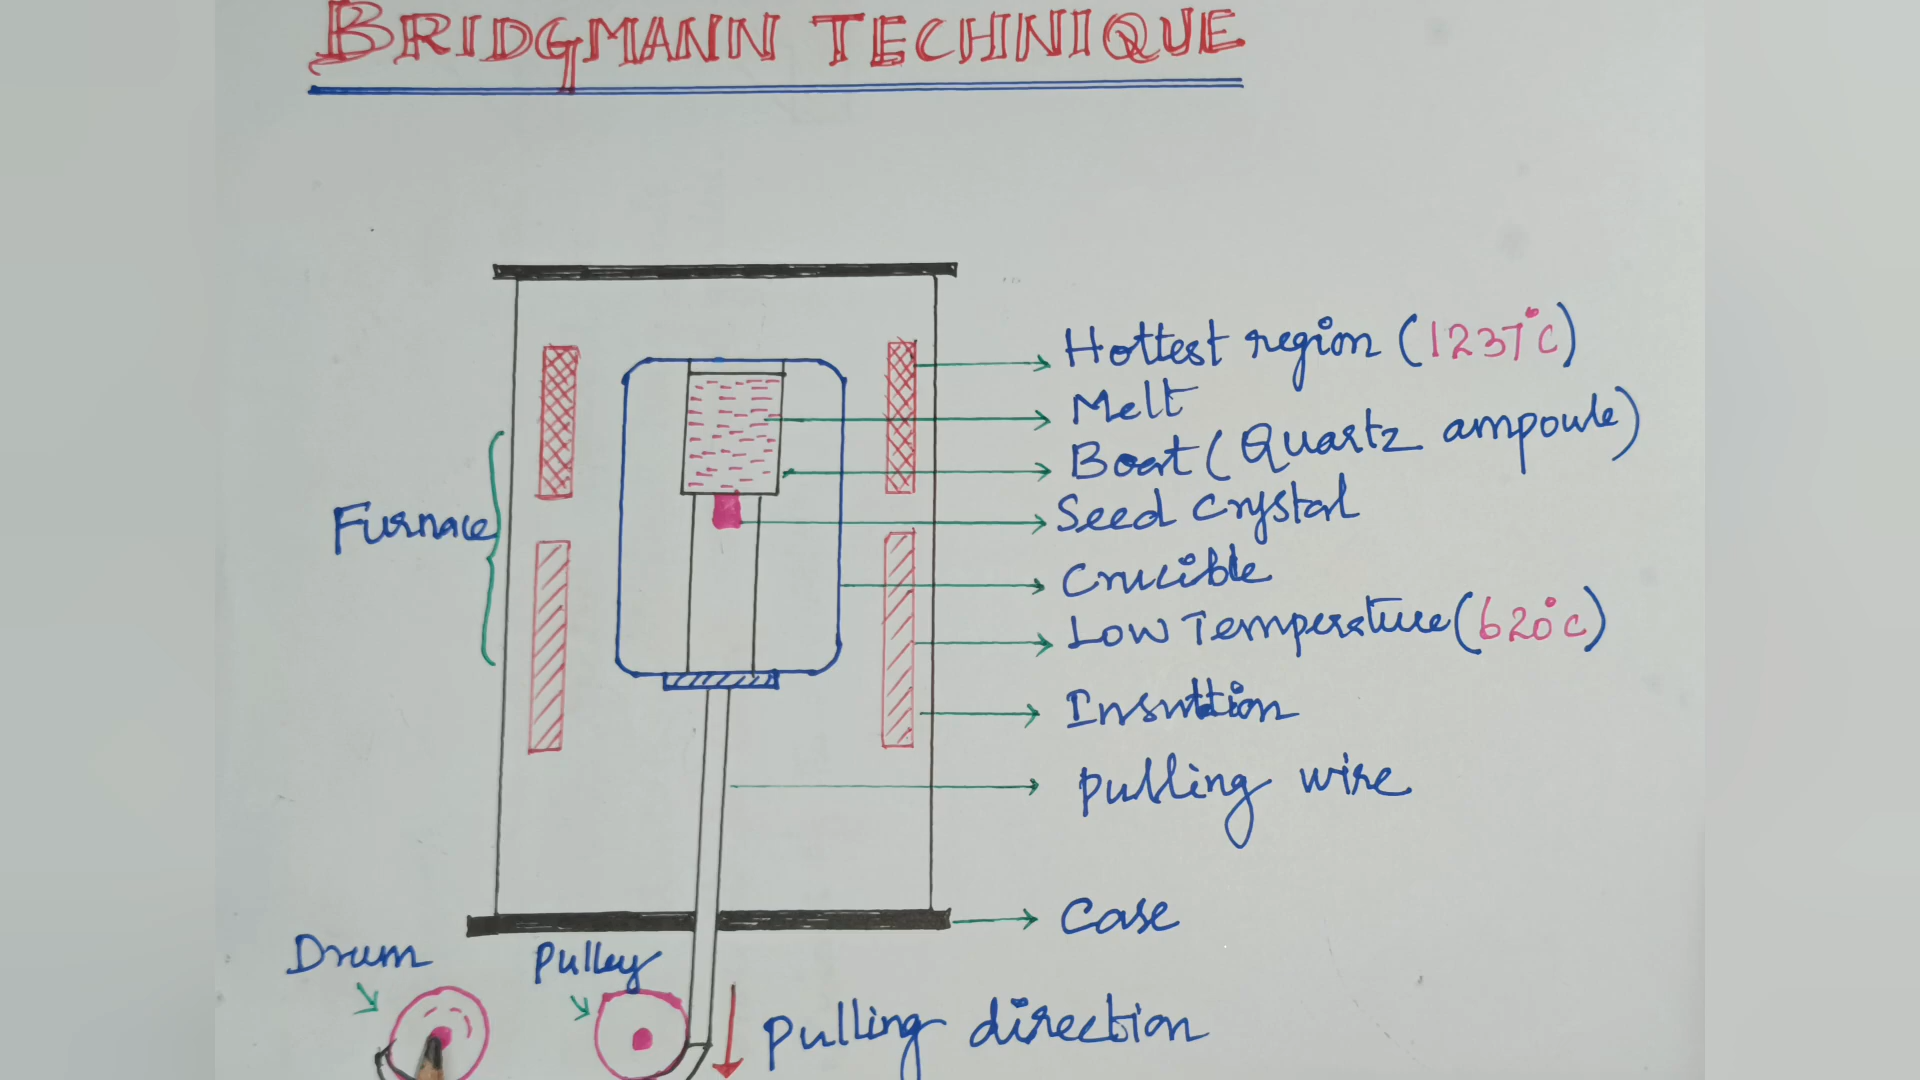 BRIDGMANN TECHNIQUE
Hottest region (1237°C)
Melt
Boat (Quartz ampoule)
Seed Crystal
Furnace
Crucible
Low Temperature (620°C)
pulling wire
Case
Drum
Pulley
pulling direction